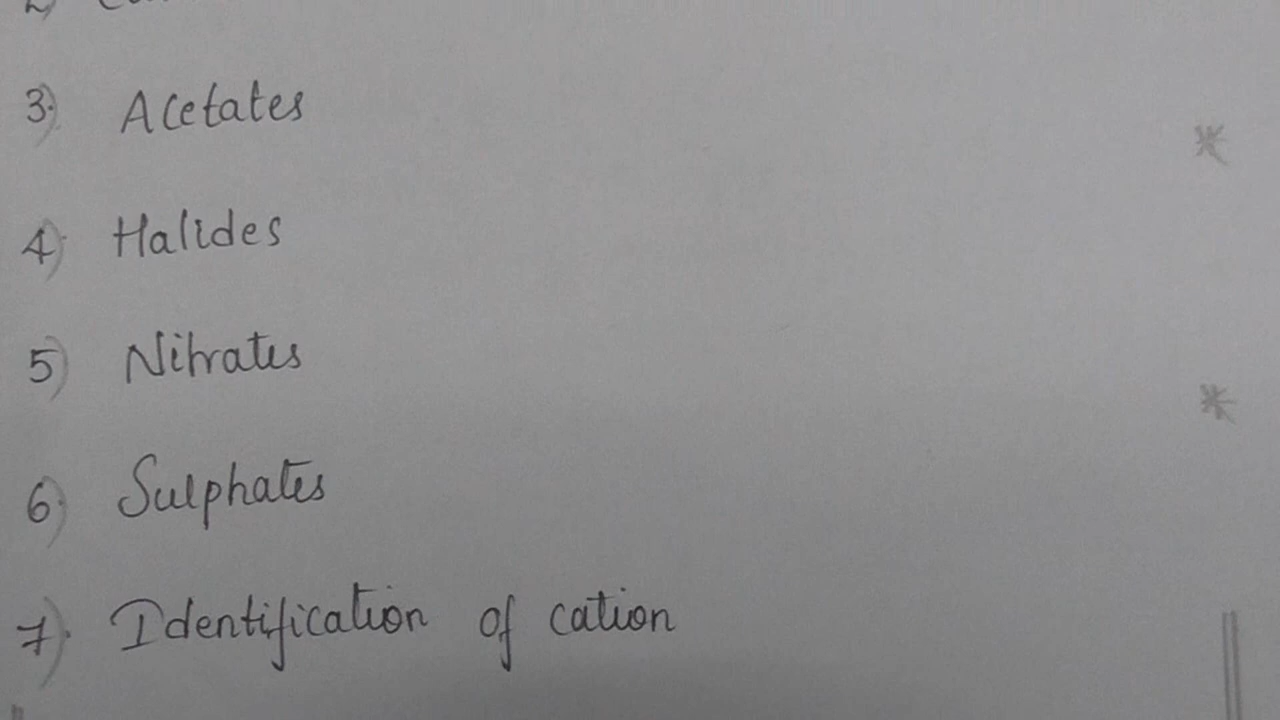 3) Acetates
4) Halides
5) Nitrates
6) Sulphates
7) Identification of cation